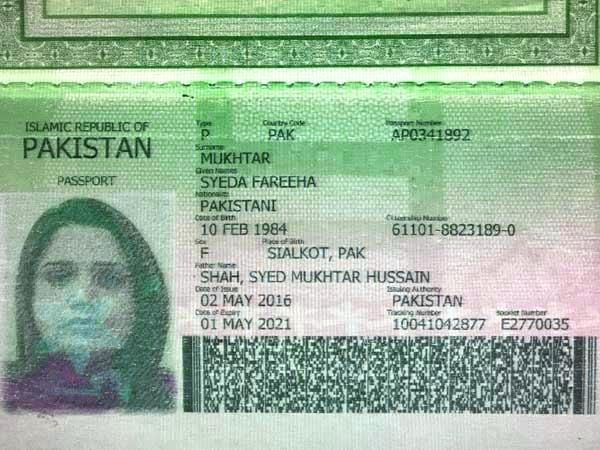 ISLAMIC REPUBLIC OF
PAKISTAN
PASSPORT
Type Country Code Passport Number
P PAK AP0341892
Surname
MUKHTAR
Given Names
SYEDA FAREEHA
Nationality
PAKISTANI
Date of Birth Citizenship Number
10 FEB 1984 61101-8823189-0
Sex Place of Birth
F SIALKOT, PAK
Father Name
SHAH, SYED MUKHTAR HUSSAIN
Date of Issue Issuing Authority
02 MAY 2016 PAKISTAN
Date of Expiry Tracking Number Booklet Number
01 MAY 2021 10041042877 E2770035